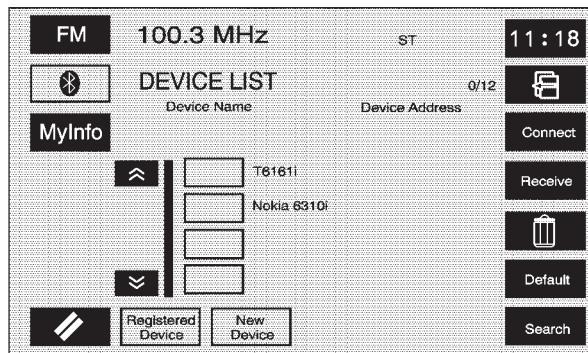 FM 100.3 MHz ST 11:18
DEVICE LIST 0/12
Device Name Device Address
MyInfo Connect
T6161i
Receive
Nokia 6310i
Default
Registered Device New Device Search